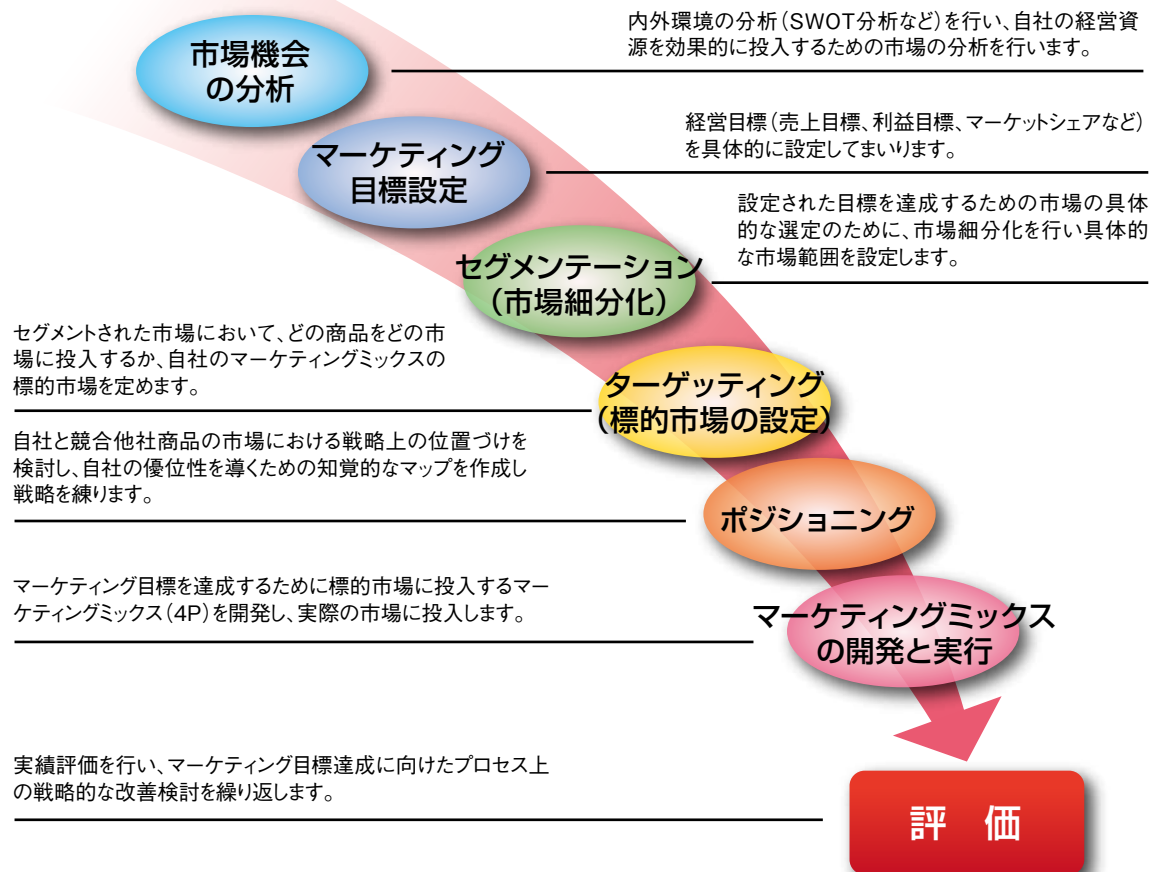 市場機会
の分析
内外環境の分析（SWOT分析など）を行い、自社の経営資
源を効果的に投入するための市場の分析を行います。
マーケティング
目標設定
経営目標（売上目標、利益目標、マーケットシェアなど）
を具体的に設定してまいります。
セグメンテーション
（市場細分化）
設定された目標を達成するための市場の具体
的な選定のために、市場細分化を行い具体的
な市場範囲を設定します。
ターゲッティング
（標的市場の設定）
セグメントされた市場において、どの商品をどの市
場に投入するか、自社のマーケティングミックスの
標的市場を定めます。
ポジショニング
自社と競合他社商品の市場における戦略上の位置づけを
検討し、自社の優位性を導くための知覚的なマップを作成し
戦略を練ります。
マーケティングミックス
の開発と実行
マーケティング目標を達成するために標的市場に投入するマー
ケティングミックス（4P）を開発し、実際の市場に投入します。
評　価
実績評価を行い、マーケティング目標達成に向けたプロセス上
の戦略的な改善検討を繰り返します。